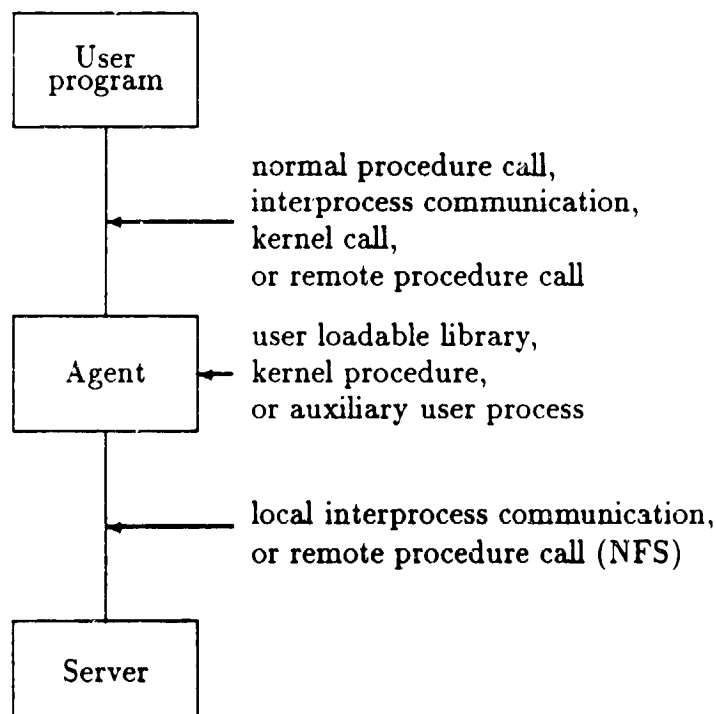 User
program
normal procedure call,
interprocess communication,
kernel call,
or remote procedure call
Agent
user loadable library,
kernel procedure,
or auxiliary user process
local interprocess communication,
or remote procedure call (NFS)
Server